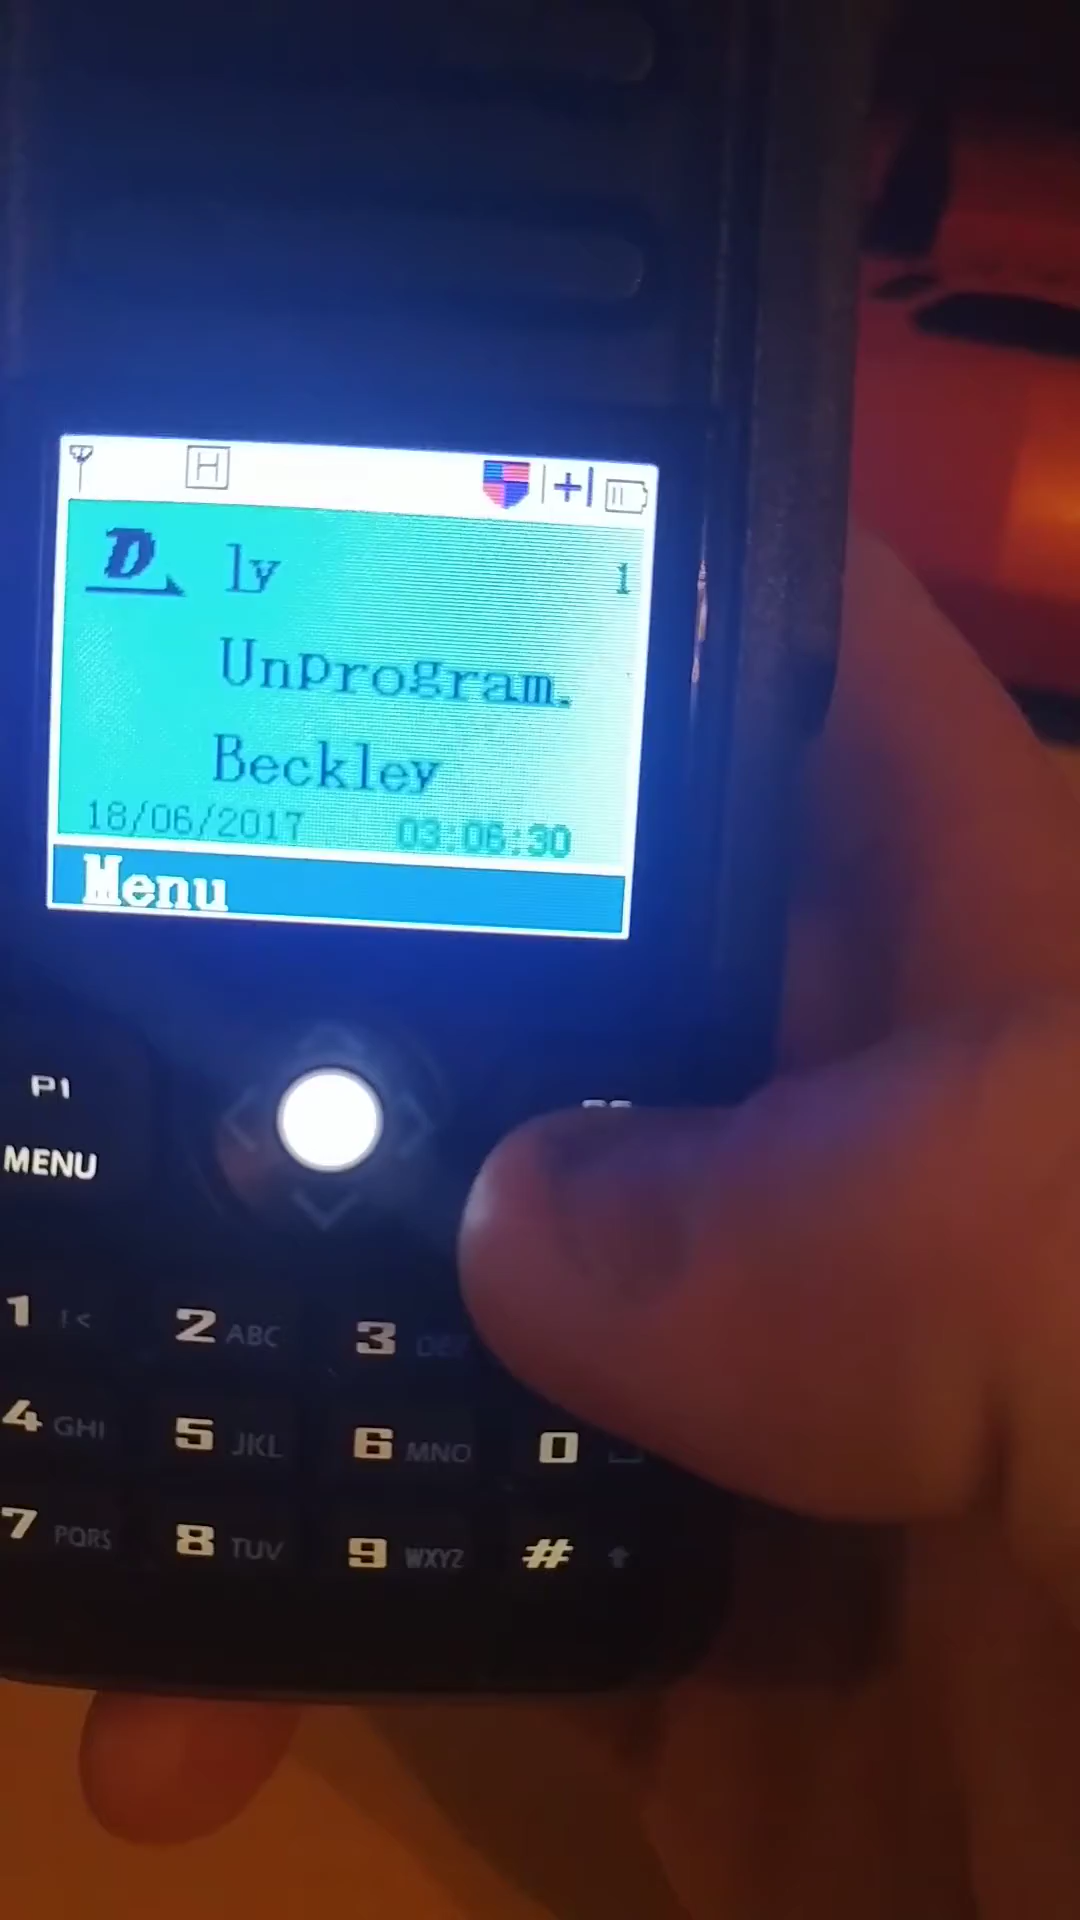 H
D ly 1
Unprogram.
Beckley
18/06/2017 03:06:30
Menu
P1
MENU
1 2 ABC 3 DEF
4 GHI 5 JKL 6 MNO 0
7 PQRS 8 TUV 9 WXYZ #